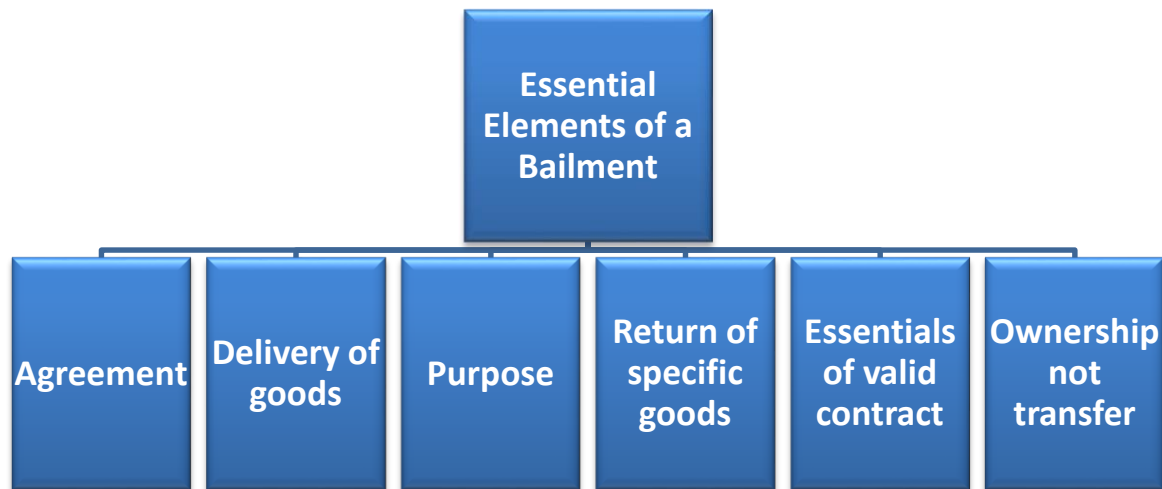 Essential
Elements of a
Bailment
Agreement
Delivery of
goods
Purpose
Return of
specific
goods
Essentials
of valid
contract
Ownership
not
transfer